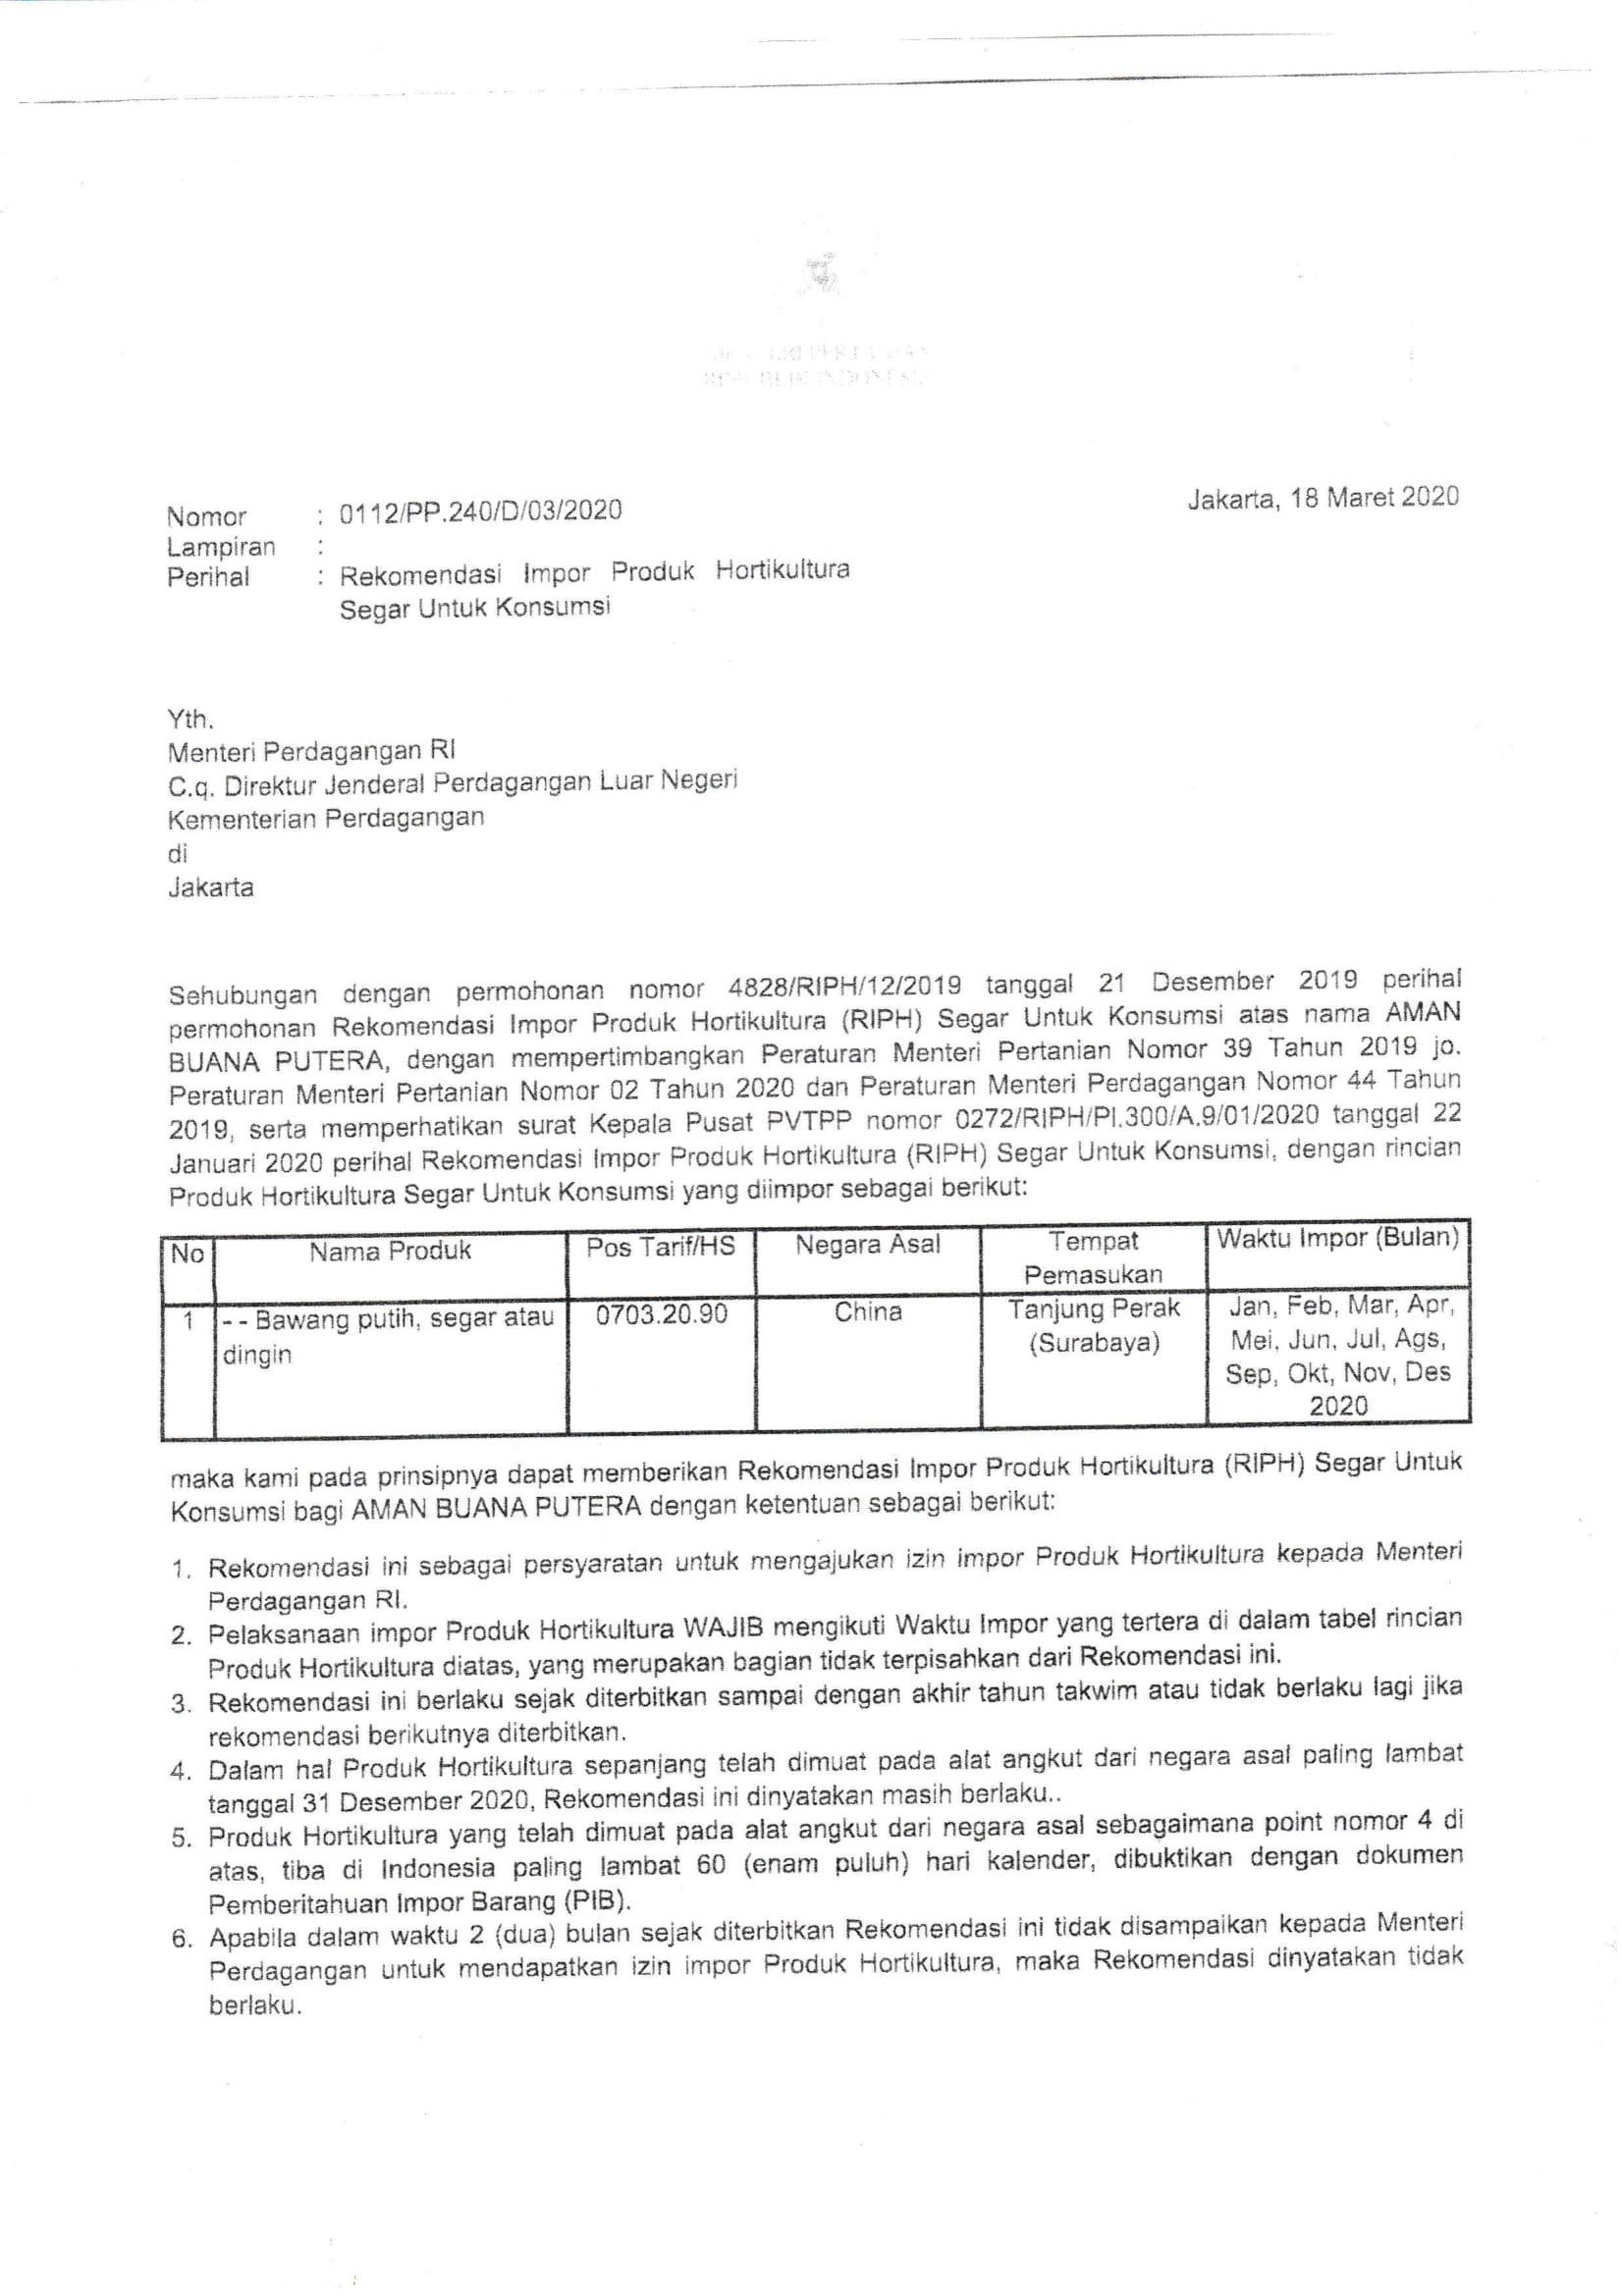 Jakarta, 18 Maret 2020
Nomor : 0112/PP.240/D/03/2020
Lampiran :
Perihal : Rekomendasi Impor Produk Hortikultura
Segar Untuk Konsumsi
Yth.
Menteri Perdagangan RI
C.q. Direktur Jenderal Perdagangan Luar Negeri
Kementerian Perdagangan
di
Jakarta
Sehubungan dengan permohonan nomor 4828/RIPH/12/2019 tanggal 21 Desember 2019 perihal
permohonan Rekomendasi Impor Produk Hortikultura (RIPH) Segar Untuk Konsumsi atas nama AMAN
BUANA PUTERA, dengan mempertimbangkan Peraturan Menteri Pertanian Nomor 39 Tahun 2019 jo.
Peraturan Menteri Pertanian Nomor 02 Tahun 2020 dan Peraturan Menteri Perdagangan Nomor 44 Tahun
2019, serta memperhatikan surat Kepala Pusat PVTPP nomor 0272/RIPH/PI.300/A.9/01/2020 tanggal 22
Januari 2020 perihal Rekomendasi Impor Produk Hortikultura (RIPH) Segar Untuk Konsumsi, dengan rincian
Produk Hortikultura Segar Untuk Konsumsi yang diimpor sebagai berikut:
No Nama Produk Pos Tarif/HS Negara Asal Tempat Waktu Impor (Bulan)
Pemasukan
1 - - Bawang putih, segar atau 0703.20.90 China Tanjung Perak Jan, Feb, Mar, Apr,
dingin (Surabaya) Mei, Jun, Jul, Ags,
Sep, Okt, Nov, Des
2020
maka kami pada prinsipnya dapat memberikan Rekomendasi Impor Produk Hortikultura (RIPH) Segar Untuk
Konsumsi bagi AMAN BUANA PUTERA dengan ketentuan sebagai berikut:
1. Rekomendasi ini sebagai persyaratan untuk mengajukan izin impor Produk Hortikultura kepada Menteri
Perdagangan RI.
2. Pelaksanaan impor Produk Hortikultura WAJIB mengikuti Waktu Impor yang tertera di dalam tabel rincian
Produk Hortikultura diatas, yang merupakan bagian tidak terpisahkan dari Rekomendasi ini.
3. Rekomendasi ini berlaku sejak diterbitkan sampai dengan akhir tahun takwim atau tidak berlaku lagi jika
rekomendasi berikutnya diterbitkan.
4. Dalam hal Produk Hortikultura sepanjang telah dimuat pada alat angkut dari negara asal paling lambat
tanggal 31 Desember 2020, Rekomendasi ini dinyatakan masih berlaku..
5. Produk Hortikultura yang telah dimuat pada alat angkut dari negara asal sebagaimana point nomor 4 di
atas, tiba di Indonesia paling lambat 60 (enam puluh) hari kalender, dibuktikan dengan dokumen
Pemberitahuan Impor Barang (PIB).
6. Apabila dalam waktu 2 (dua) bulan sejak diterbitkan Rekomendasi ini tidak disampaikan kepada Menteri
Perdagangan untuk mendapatkan izin impor Produk Hortikultura, maka Rekomendasi dinyatakan tidak
berlaku.